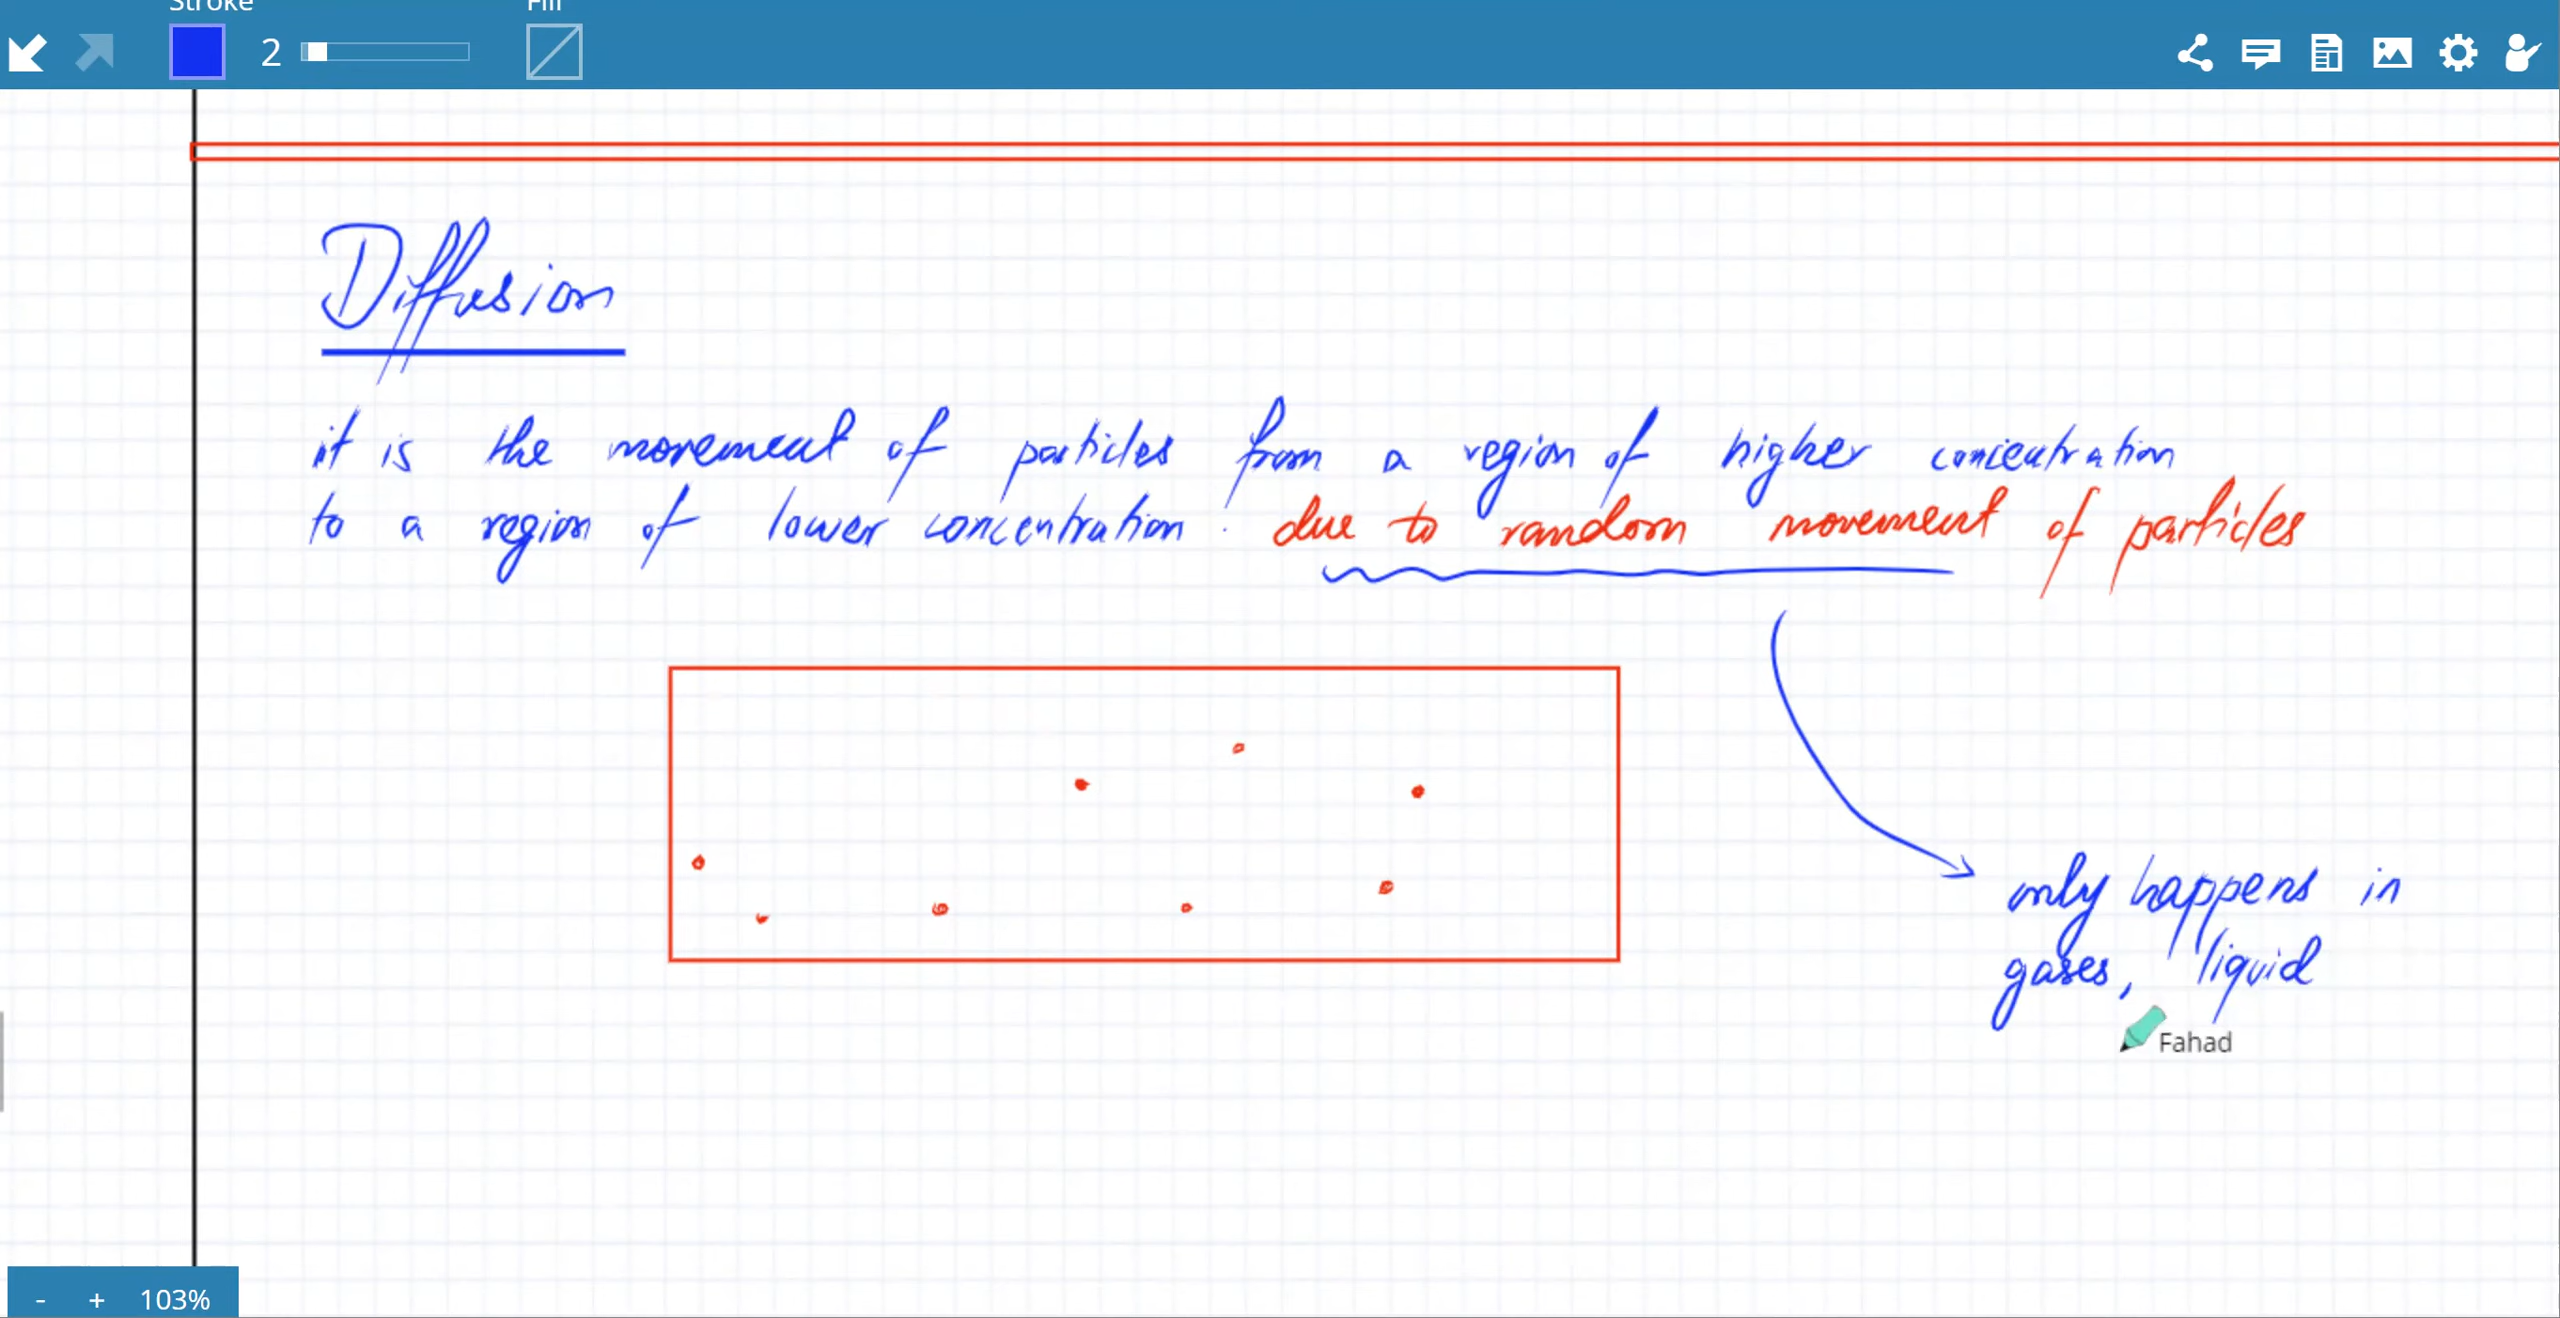 Stroke
Fill
2
Diffusion
it is the movement of particles from a region of higher concentration
to a region of lower concentration. due to random movement of particles
only happens in
gases, liquid
Fahad
- + 103%